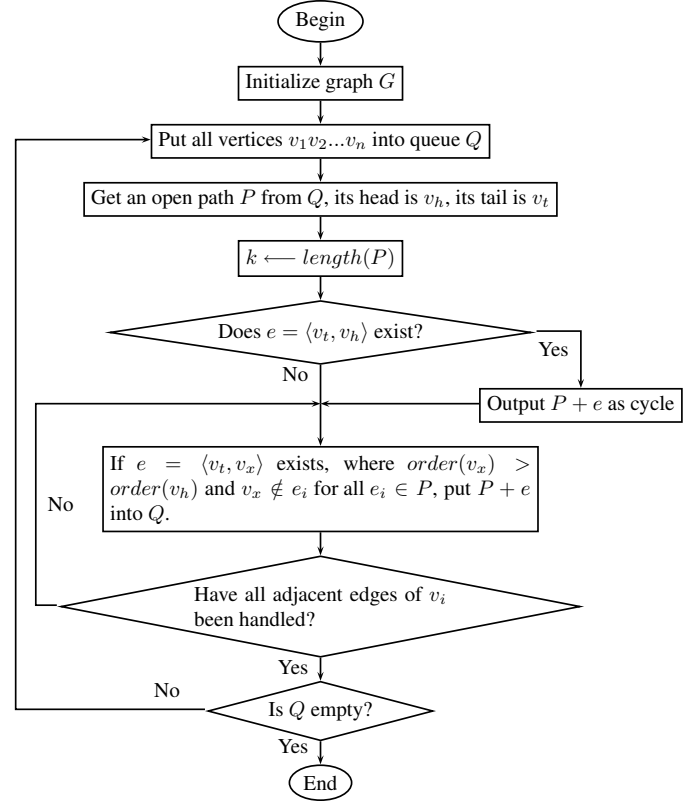 Begin
Initialize graph G
Put all vertices v₁v₂...vₙ into queue Q
Get an open path P from Q, its head is vₕ, its tail is vₜ
k ⟵ length(P)
Does e = ⟨vₜ, vₕ⟩ exist?
Yes
No
Output P + e as cycle
If e = ⟨vₜ, vₓ⟩ exists, where order(vₓ) >
order(vₕ) and vₓ ∉ eᵢ for all eᵢ ∈ P, put P + e
into Q.
No
Have all adjacent edges of vᵢ
been handled?
Yes
No
Is Q empty?
Yes
End